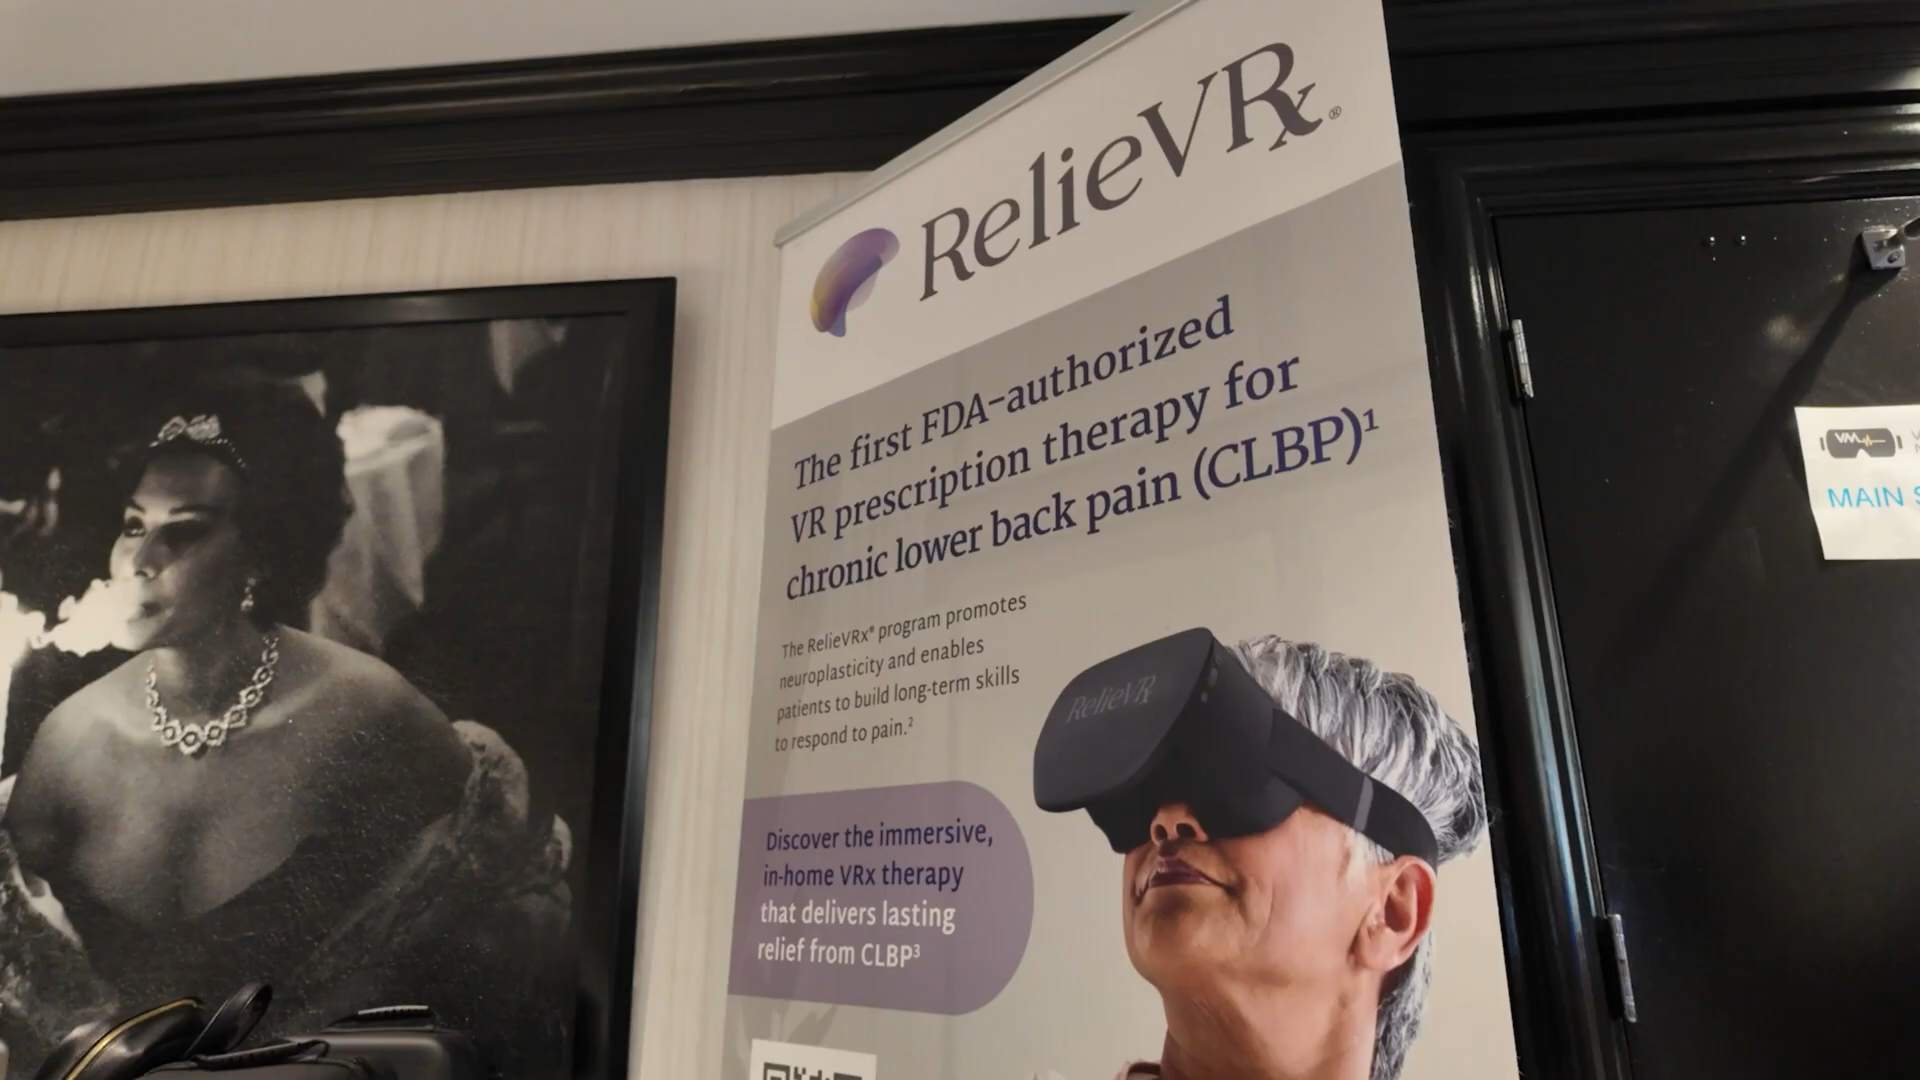 RelieVRx®
The first FDA-authorized
VR prescription therapy for
chronic lower back pain (CLBP)¹
The RelieVRx® program promotes
neuroplasticity and enables
patients to build long-term skills
to respond to pain.²
RelieVRx
Discover the immersive,
in-home VRx therapy
that delivers lasting
relief from CLBP³
VM
MAIN